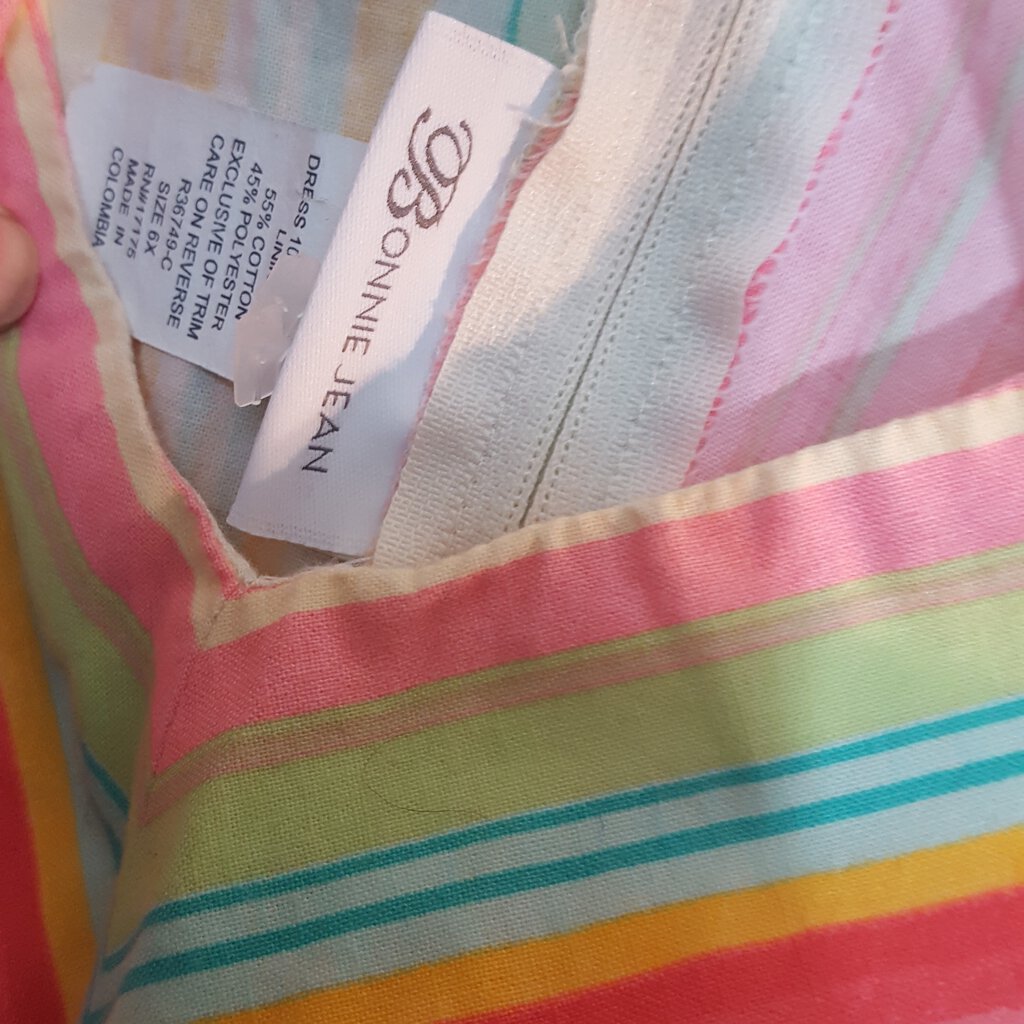 BONNIE JEAN
DRESS
55% COTTON
45% POLYESTER
EXCLUSIVE OF TRIM
CARE ON REVERSE
R36749-C
RN#17175
SIZE 6X
MADE IN
COLOMBIA